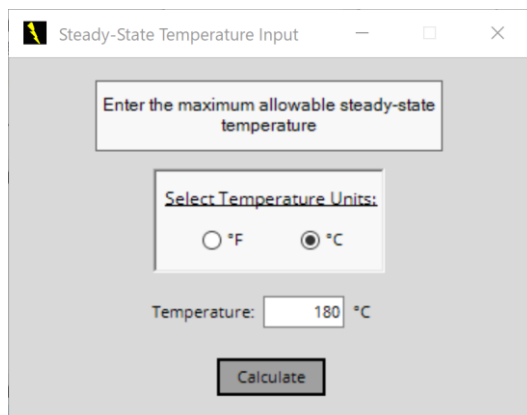 Steady-State Temperature Input
Enter the maximum allowable steady-state
temperature
Select Temperature Units:
°F °C
Temperature: 180 °C
Calculate